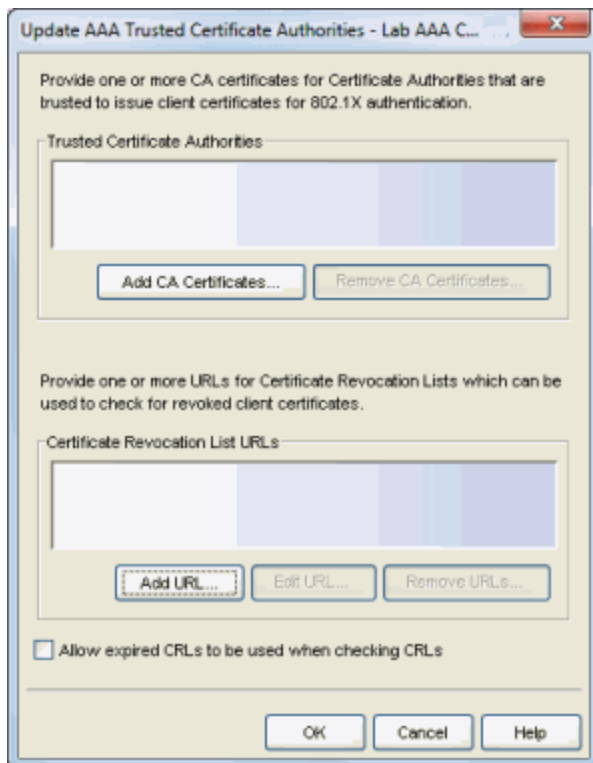 Update AAA Trusted Certificate Authorities - Lab AAA C...
Provide one or more CA certificates for Certificate Authorities that are
trusted to issue client certificates for 802.1X authentication.
Trusted Certificate Authorities
Add CA Certificates...
Remove CA Certificates...
Provide one or more URLs for Certificate Revocation Lists which can be
used to check for revoked client certificates.
Certificate Revocation List URLs
Add URL...
Edit URL...
Remove URLs...
Allow expired CRLs to be used when checking CRLs
OK
Cancel
Help